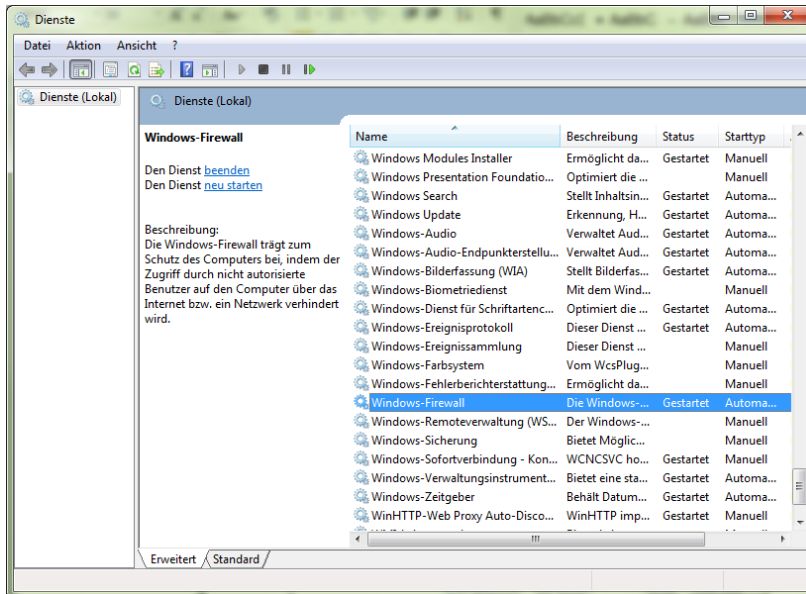 Dienste
Datei Aktion Ansicht ?
Dienste (Lokal)
Dienste (Lokal)
Windows-Firewall
Den Dienst beenden
Den Dienst neu starten
Beschreibung:
Die Windows-Firewall trägt zum
Schutz des Computers bei, indem der
Zugriff durch nicht autorisierte
Benutzer auf den Computer über das
Internet bzw. ein Netzwerk verhindert
wird.
Name Beschreibung Status Starttyp
Windows Modules Installer Ermöglicht da... Gestartet Manuell
Windows Presentation Foundatio... Optimiert die ... Manuell
Windows Search Stellt Inhaltsin... Gestartet Automa...
Windows Update Erkennung, H... Gestartet Automa...
Windows-Audio Verwaltet Aud... Gestartet Automa...
Windows-Audio-Endpunkterstellu... Verwaltet Aud... Gestartet Automa...
Windows-Bilderfassung (WIA) Stellt Bilderfas... Gestartet Automa...
Windows-Biometriedienst Mit dem Wind... Manuell
Windows-Dienst für Schriftartenc... Optimiert die ... Gestartet Automa...
Windows-Ereignisprotokoll Dieser Dienst ... Gestartet Automa...
Windows-Ereignissammlung Dieser Dienst ... Manuell
Windows-Farbsystem Vom WcsPlug... Manuell
Windows-Fehlerberichterstattung... Ermöglicht da... Manuell
Windows-Firewall Die Windows-... Gestartet Automa...
Windows-Remoteverwaltung (WS... Der Windows-... Manuell
Windows-Sicherung Bietet Möglic... Manuell
Windows-Sofortverbindung - Kon... WCNCSVC ho... Gestartet Manuell
Windows-Verwaltungsinstrument... Bietet eine sta... Gestartet Automa...
Windows-Zeitgeber Behält Datum... Gestartet Automa...
WinHTTP-Web Proxy Auto-Disco... WinHTTP imp... Gestartet Manuell
Erweitert Standard